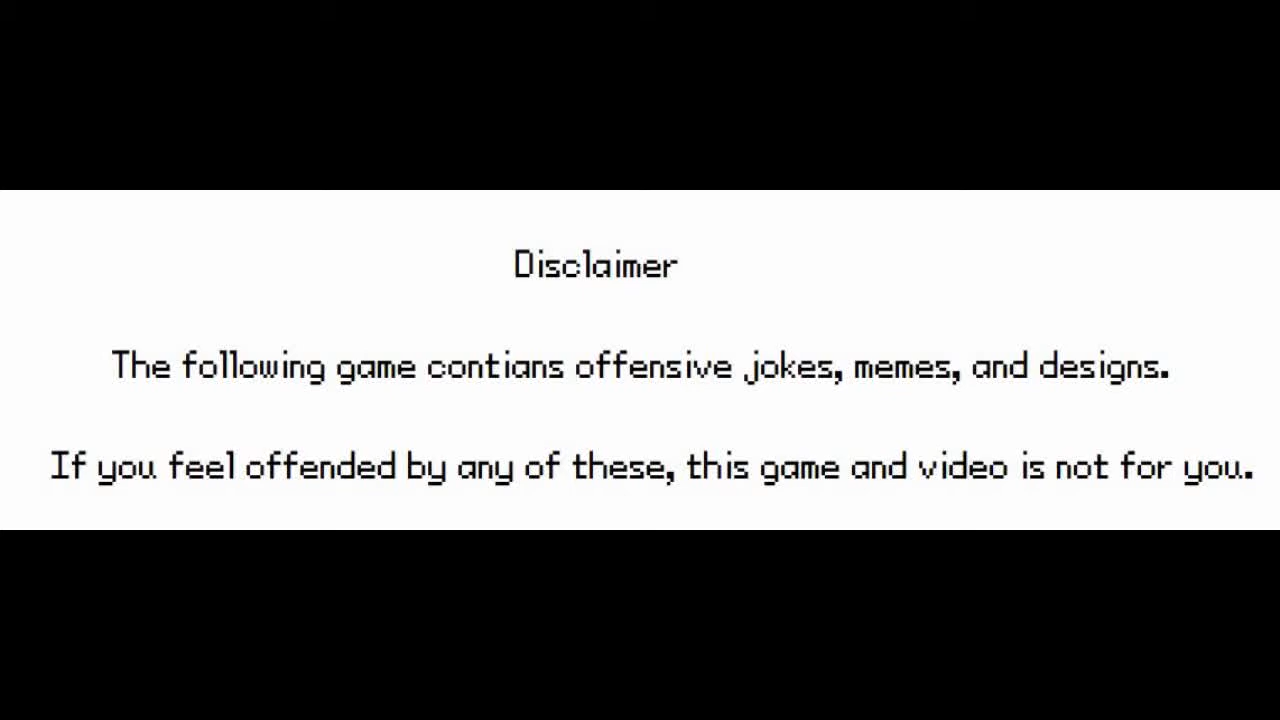 Disclaimer
The following game contians offensive jokes, memes, and designs.
If you feel offended by any of these, this game and video is not for you.